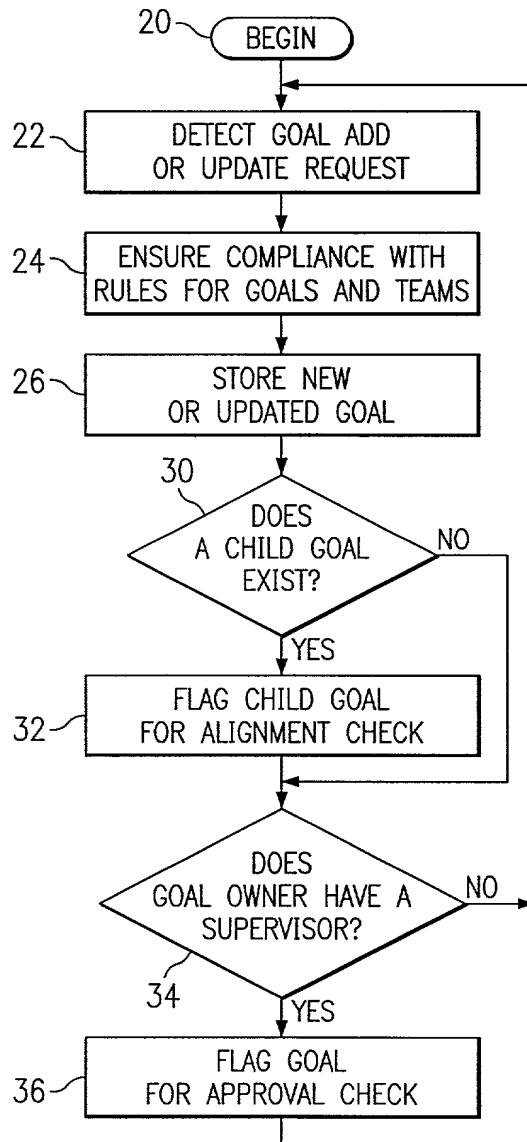 20
BEGIN
22
DETECT GOAL ADD
OR UPDATE REQUEST
24
ENSURE COMPLIANCE WITH
RULES FOR GOALS AND TEAMS
26
STORE NEW
OR UPDATED GOAL
30
DOES
A CHILD GOAL
EXIST?
NO
YES
32
FLAG CHILD GOAL
FOR ALIGNMENT CHECK
DOES
GOAL OWNER HAVE A
SUPERVISOR?
NO
34
YES
36
FLAG GOAL
FOR APPROVAL CHECK